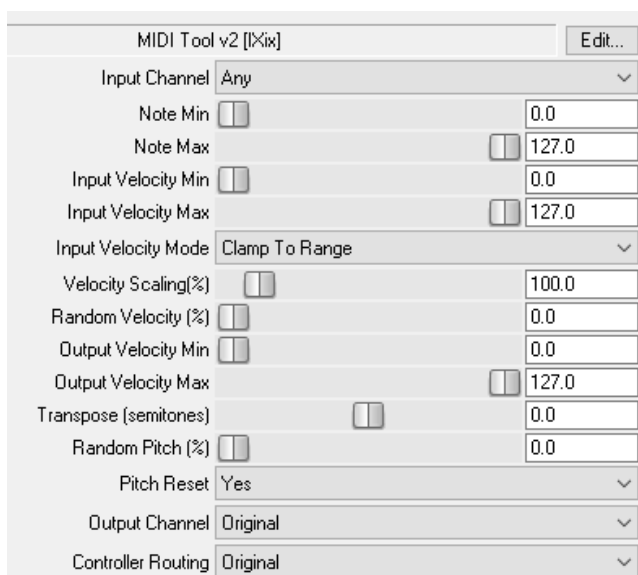 MIDI Tool v2 [IXix] Edit...
Input Channel Any
Note Min 0.0
Note Max 127.0
Input Velocity Min 0.0
Input Velocity Max 127.0
Input Velocity Mode Clamp To Range
Velocity Scaling(%) 100.0
Random Velocity (%) 0.0
Output Velocity Min 0.0
Output Velocity Max 127.0
Transpose (semitones) 0.0
Random Pitch (%) 0.0
Pitch Reset Yes
Output Channel Original
Controller Routing Original